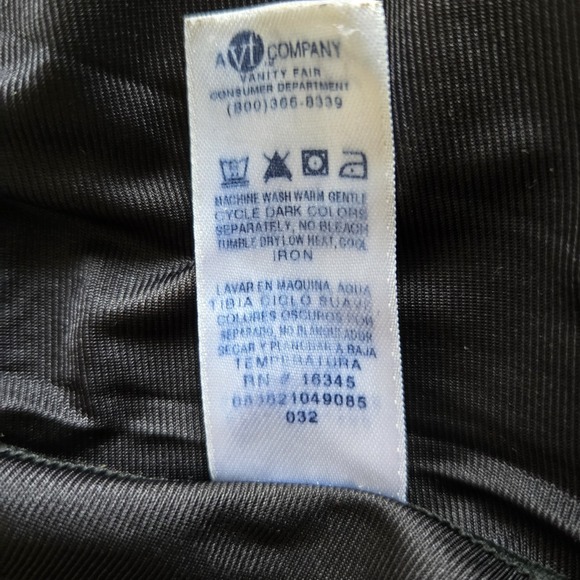 A vf COMPANY
VANITY FAIR
CONSUMER DEPARTMENT
(800)366-8339
MACHINE WASH WARM GENTLE
CYCLE DARK COLORS
SEPARATELY, NO BLEACH
TUMBLE DRY LOW HEAT, COOL
IRON
LAVAR EN MAQUINA, AGUA
TIBIA CICLO SUAVE
COLORES OSCUROS POR
SEPARADO, NO BLANQUEADOR
SECAR Y PLANCHAR A BAJA
TEMPERATURA
RN # 16345
083621049085
032